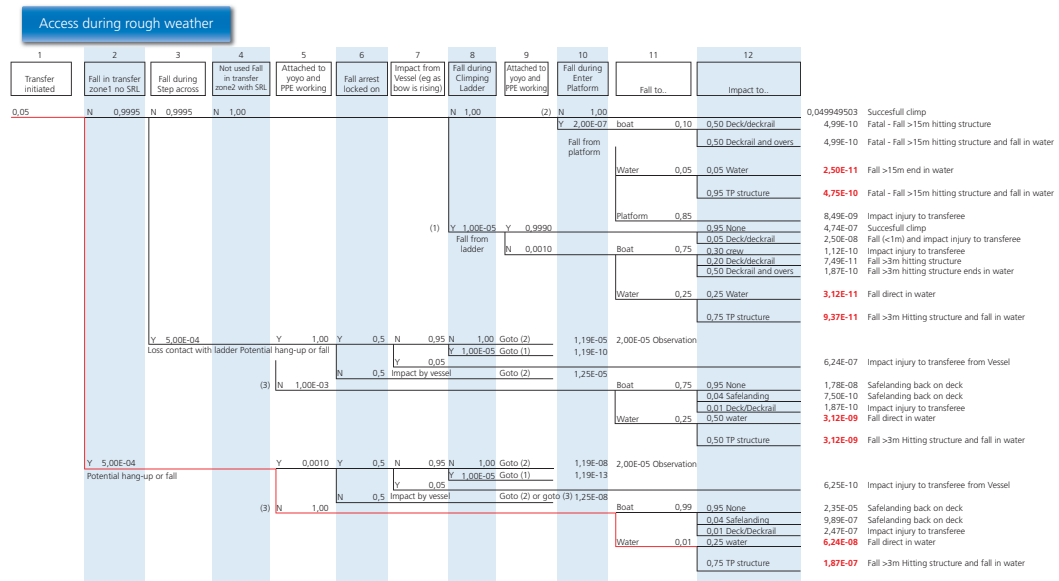 Access during rough weather
1 2 3 4 5 6 7 8 9 10 11 12
Transfer initiated
Fall in transfer zone1 no SRL
Fall during Step across
Not used Fall in transfer zone2 with SRL
Attached to yoyo and PPE working
Fall arrest locked on
Impact from Vessel (eg as bow is rising)
Fall during Climping Ladder
Attached to yoyo and PPE working
Fall during Enter Platform
Fall to..
Impact to..
0,05 N 0,9995 N 0,9995 N 1,00 N 1,00 (2) N 1,00 0,049949503 Succesfull climp
Y 2,00E-07 boat 0,10 0,50 Deck/deckrail 4,99E-10 Fatal - Fall >15m hitting structure
Fall from platform
0,50 Deckrail and overs 4,99E-10 Fatal - Fall >15m hitting structure and fall in water
Water 0,05 0,05 Water 2,50E-11 Fall >15m end in water
0,95 TP structure 4,75E-10 Fatal - Fall >15m hitting structure and fall in water
Platform 0,85 8,49E-09 Impact injury to transferee
(1) Y 1,00E-05 Y 0,9990 0,95 None 4,74E-07 Succesfull climp
Fall from ladder
0,05 Deck/deckrail 2,50E-08 Fall (<1m) and impact injury to transferee
N 0,0010 Boat 0,75 0,30 crew 1,12E-10 Impact injury to transferee
0,20 Deck/deckrail 7,49E-11 Fall >3m hitting structure
0,50 Deckrail and overs 1,87E-10 Fall >3m hitting structure ends in water
Water 0,25 0,25 Water 3,12E-11 Fall direct in water
0,75 TP structure 9,37E-11 Fall >3m Hitting structure and fall in water
Y 5,00E-04 Y 1,00 Y 0,5 N 0,95 N 1,00 Goto (2) 1,19E-05 2,00E-05 Observation
Loss contact with ladder Potential hang-up or fall Y 1,00E-05 Goto (1) 1,19E-10
Y 0,05 6,24E-07 Impact injury to transferee from Vessel
N 0,5 Impact by vessel Goto (2) 1,25E-05
(3) N 1,00E-03 Boat 0,75 0,95 None 1,78E-08 Safelanding back on deck
0,04 Safelanding 7,50E-10 Safelanding back on deck
0,01 Deck/Deckrail 1,87E-10 Impact injury to transferee
Water 0,25 0,50 water 3,12E-09 Fall direct in water
0,50 TP structure 3,12E-09 Fall >3m Hitting structure and fall in water
Y 5,00E-04 Y 0,0010 Y 0,5 N 0,95 N 1,00 Goto (2) 1,19E-08 2,00E-05 Observation
Potential hang-up or fall Y 1,00E-05 Goto (1) 1,19E-13
Y 0,05 6,25E-10 Impact injury to transferee from Vessel
N 0,5 Impact by vessel Goto (2) or goto (3) 1,25E-08
(3) N 1,00 Boat 0,99 0,95 None 2,35E-05 Safelanding back on deck
0,04 Safelanding 9,89E-07 Safelanding back on deck
0,01 Deck/Deckrail 2,47E-07 Impact injury to transferee
Water 0,01 0,25 water 6,24E-08 Fall direct in water
0,75 TP structure 1,87E-07 Fall >3m Hitting structure and fall in water